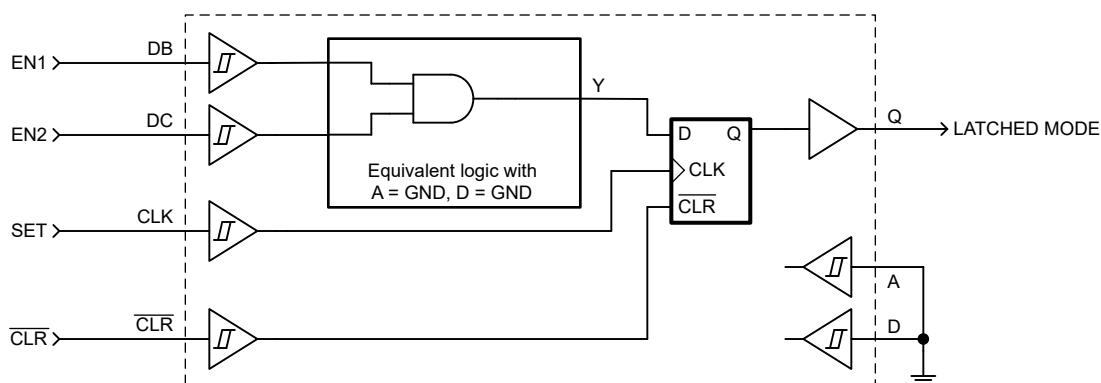 EN1
DB
EN2
DC
Y
Equivalent logic with
A = GND, D = GND
D
Q
CLK
CLR
Q
LATCHED MODE
SET
CLK
A
CLR
CLR
D